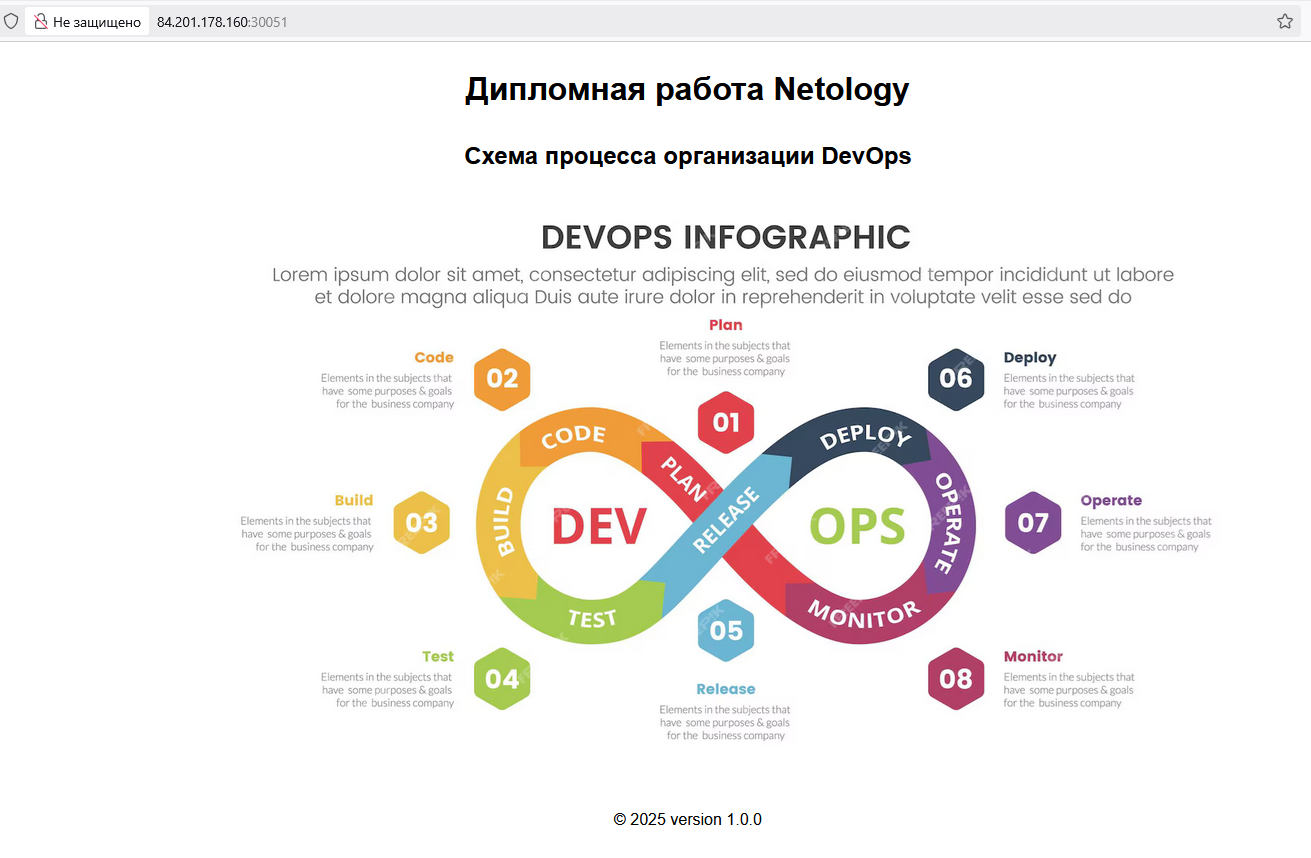 Не защищено 84.201.178.160:30051
Дипломная работа Netology
Схема процесса организации DevOps
DEVOPS INFOGRAPHIC
Lorem ipsum dolor sit amet, consectetur adipiscing elit, sed do eiusmod tempor incididunt ut labore
et dolore magna aliqua Duis aute irure dolor in reprehenderit in voluptate velit esse sed do
Plan
Elements in the subjects that
have some purposes & goals
for the business company
01
Code
Elements in the subjects that
have some purposes & goals
for the business company
02
06
Deploy
Elements in the subjects that
have some purposes & goals
for the business company
CODE
PLAN
DEPLOY
Build
Elements in the subjects that
have some purposes & goals
for the business company
03
BUILD
DEV
RELEASE
OPS
OPERATE
07
Operate
Elements in the subjects that
have some purposes & goals
for the business company
TEST
MONITOR
Test
Elements in the subjects that
have some purposes & goals
for the business company
04
05
Release
Elements in the subjects that
have some purposes & goals
for the business company
08
Monitor
Elements in the subjects that
have some purposes & goals
for the business company
© 2025 version 1.0.0